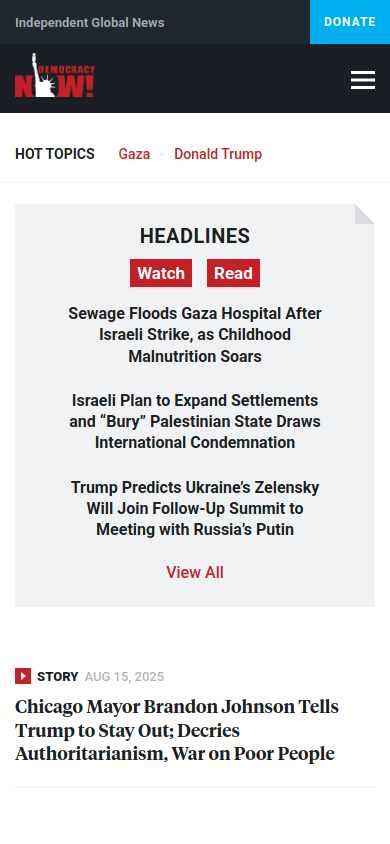 Independent Global News
DONATE
DEMOCRACY
NOW!
HOT TOPICS
Gaza
Donald Trump
HEADLINES
Watch
Read
Sewage Floods Gaza Hospital After
Israeli Strike, as Childhood
Malnutrition Soars
Israeli Plan to Expand Settlements
and “Bury” Palestinian State Draws
International Condemnation
Trump Predicts Ukraine’s Zelensky
Will Join Follow-Up Summit to
Meeting with Russia’s Putin
View All
STORY AUG 15, 2025
Chicago Mayor Brandon Johnson Tells
Trump to Stay Out; Decries
Authoritarianism, War on Poor People